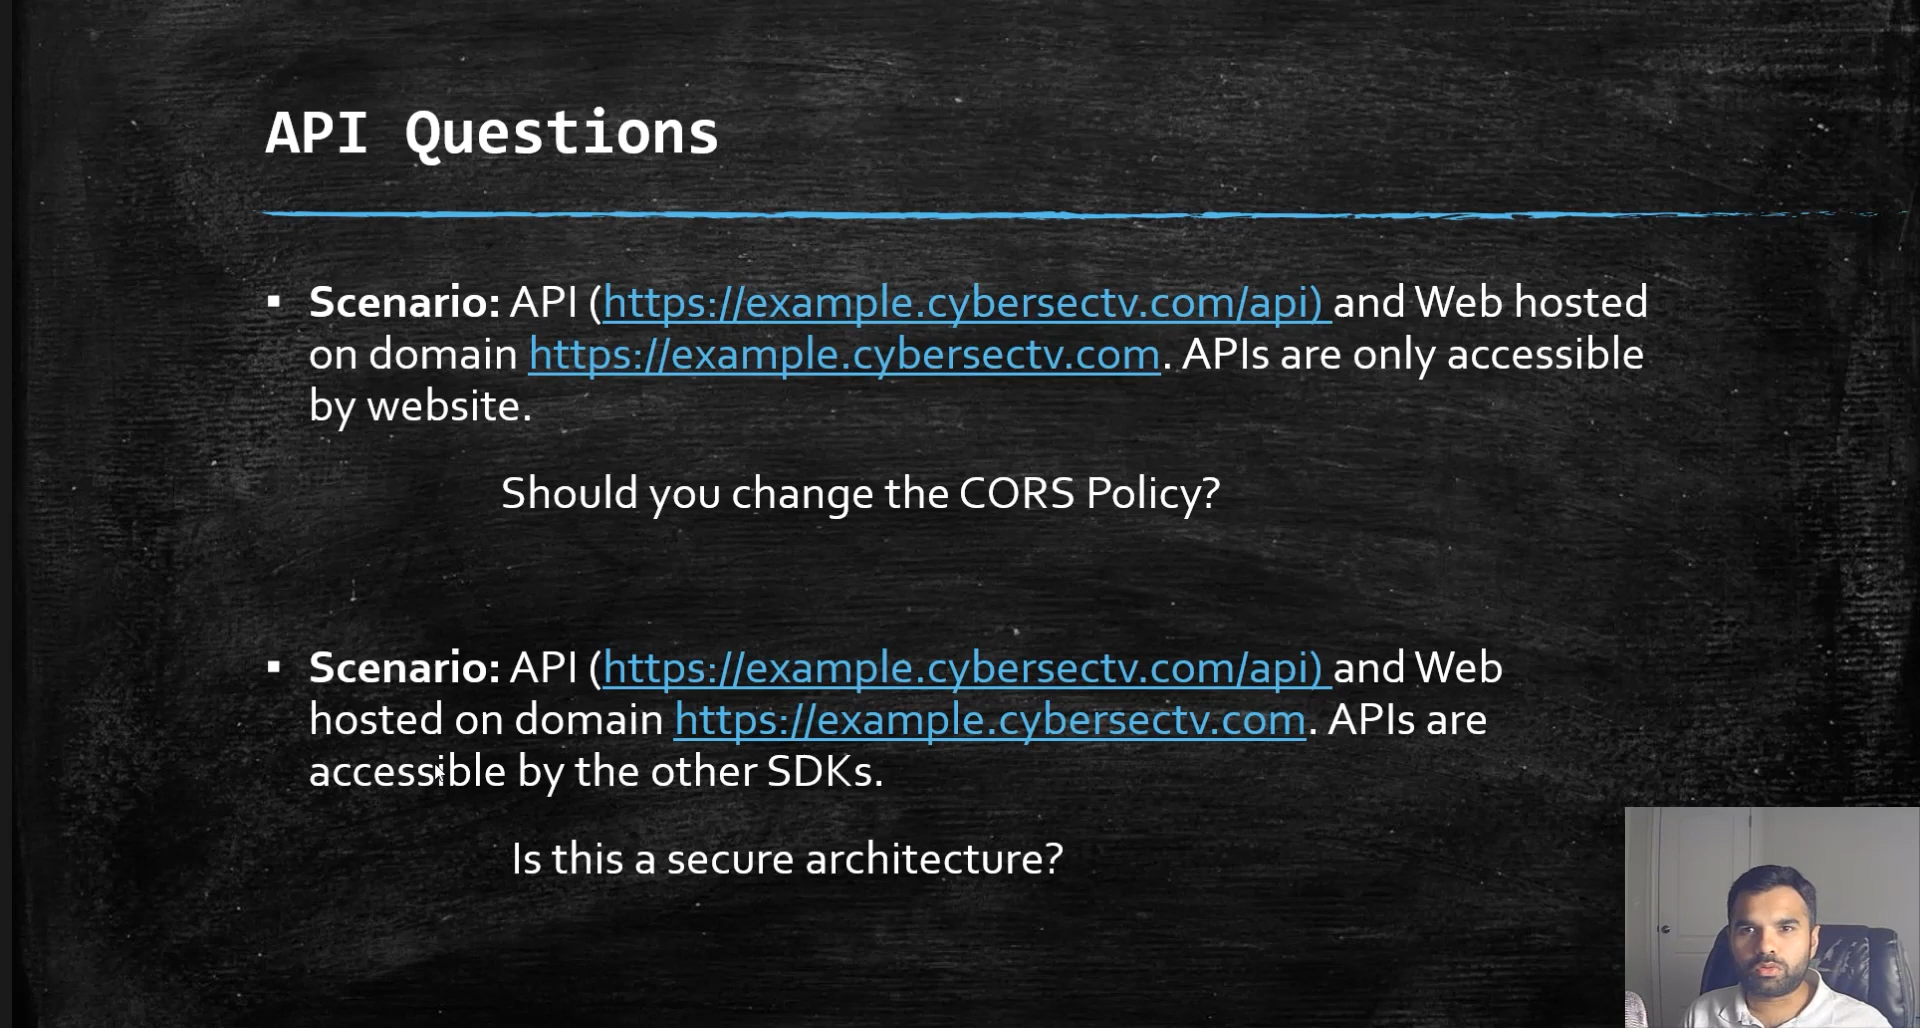 API Questions
▪ Scenario: API (https://example.cybersectv.com/api) and Web hosted
on domain https://example.cybersectv.com. APIs are only accessible
by website.
Should you change the CORS Policy?
▪ Scenario: API (https://example.cybersectv.com/api) and Web
hosted on domain https://example.cybersectv.com. APIs are
accessible by the other SDKs.
Is this a secure architecture?